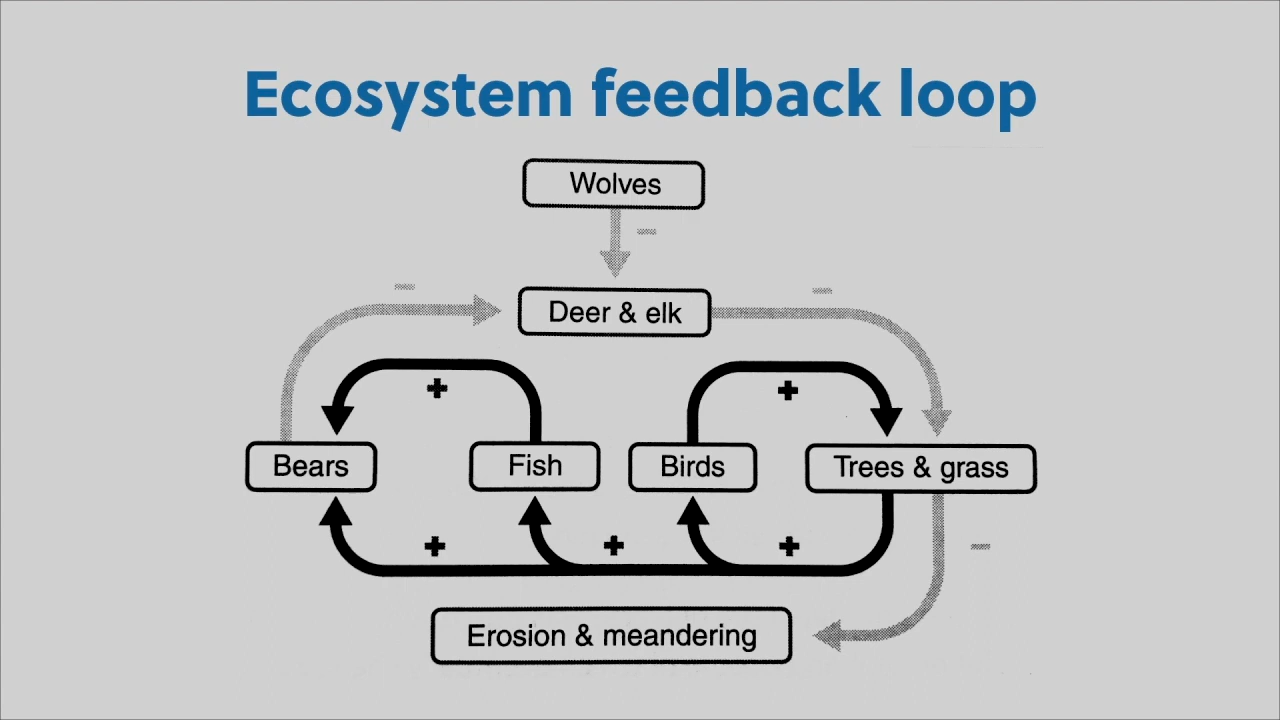 Ecosystem feedback loop
Wolves
–
–
Deer & elk
–
+
+
Bears
Fish
Birds
Trees & grass
+
+
+
–
Erosion & meandering